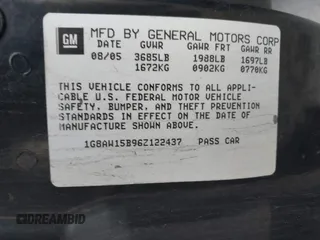 GM
MFD BY GENERAL MOTORS CORP
DATE GVWR GAWR FRT GAWR RR
08/05 3685LB 1988LB 1697LB
1672KG 0902KG 0770KG
THIS VEHICLE CONFORMS TO ALL APPLI-
CABLE U.S. FEDERAL MOTOR VEHICLE
SAFETY, BUMPER, AND THEFT PREVENTION
STANDARDS IN EFFECT ON THE DATE OF
MANUFACTURE SHOWN ABOVE.
1G8AW15B96Z122437 PASS CAR
© DREAMBID